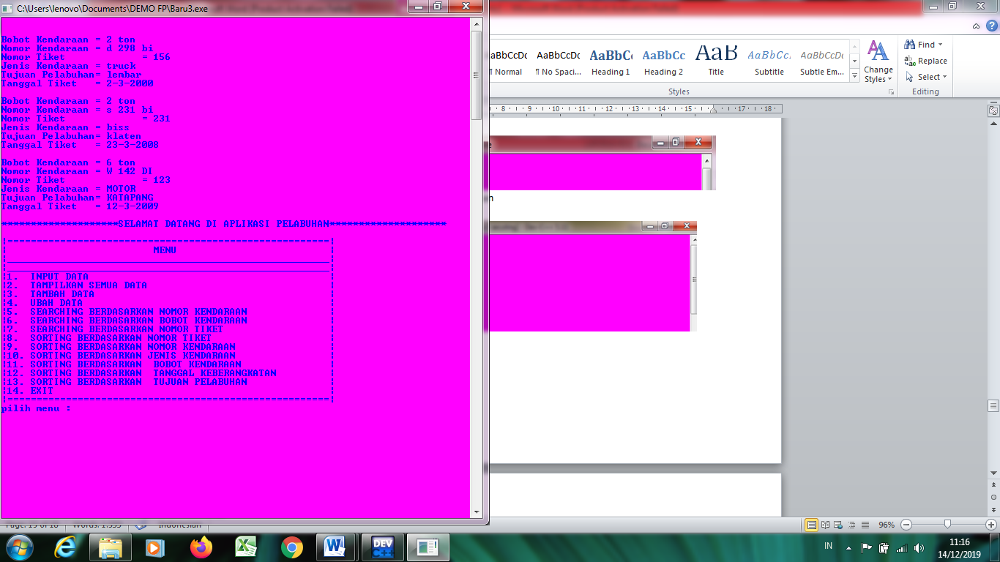 C:\Users\lenovo\Documents\DEMO FP\Baru3.exe
Bobot Kendaraan = 2 ton
Nomor Kendaraan = d 298 bi
Nomor Tiket = 156
Jenis Kendaraan = truck
Tujuan Pelabuhan= lembar
Tanggal Tiket = 2-3-2000
Bobot Kendaraan = 2 ton
Nomor Kendaraan = s 231 bi
Nomor Tiket = 231
Jenis Kendaraan = biss
Tujuan Pelabuhan= klaten
Tanggal Tiket = 23-3-2008
Bobot Kendaraan = 6 ton
Nomor Kendaraan = W 142 DI
Nomor Tiket = 123
Jenis Kendaraan = MOTOR
Tujuan Pelabuhan= KATAPANG
Tanggal Tiket = 12-3-2009
********************SELAMAT DATANG DI APLIKASI PELABUHAN********************
MENU
1. INPUT DATA
2. TAMPILKAN SEMUA DATA
3. TAMBAH DATA
4. UBAH DATA
5. SEARCHING BERDASARKAN NOMOR KENDARAAN
6. SEARCHING BERDASARKAN BOBOT KENDARAAN
7. SEARCHING BERDASARKAN NOMOR TIKET
8. SORTING BERDASARKAN NOMOR TIKET
9. SORTING BERDASARKAN NOMOR KENDARAAN
10. SORTING BERDASARKAN JENIS KENDARAAN
11. SORTING BERDASARKAN BOBOT KENDARAAN
12. SORTING BERDASARKAN TANGGAL KEBERANGKATAN
13. SORTING BERDASARKAN TUJUAN PELABUHAN
14. EXIT
pilih menu :
aBbCcDc AaBbCcDc AaBbCc AaBbCc AaB AaBbCc. AaBbCcDc
¶ Normal ¶ No Spaci... Heading 1 Heading 2 Title Subtitle Subtle Em...
Change Styles
Styles
Find
Replace
Select
Editing
8 9 10 11 12 13 14 15 17 18
n
Page: 15 of 18 Words: 1.535 Indonesian
96%
DEV C++
IN
11:16
14/12/2019